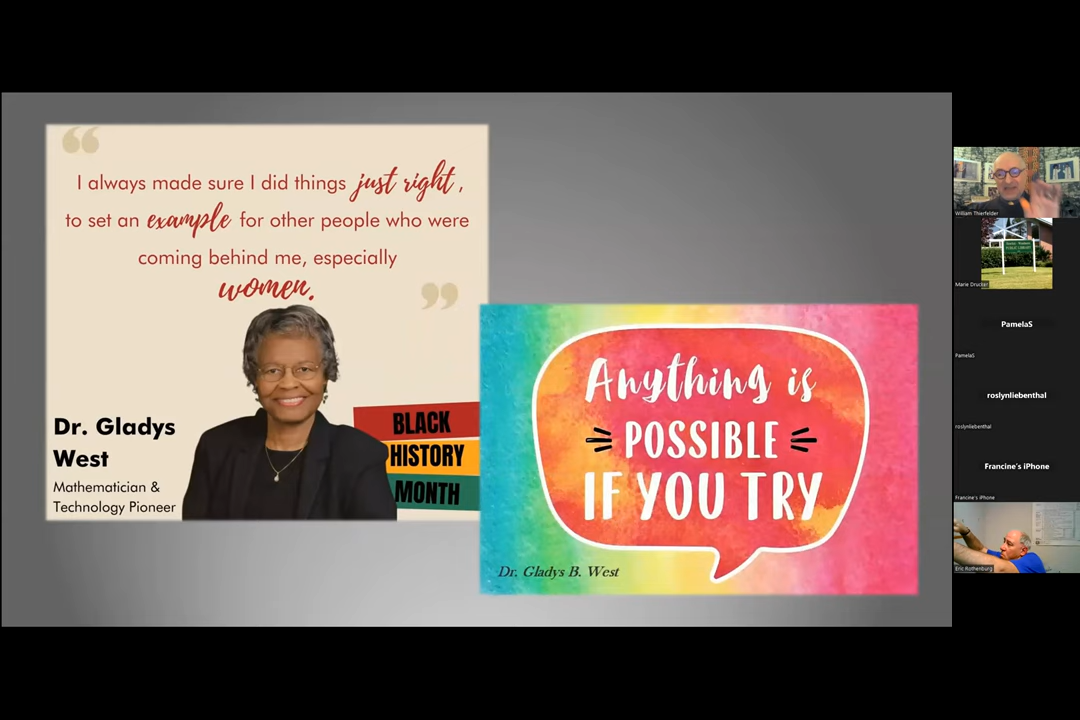 I always made sure I did things just right,
to set an example for other people who were
coming behind me, especially
women.
Dr. Gladys
West
Mathematician &
Technology Pioneer
BLACK
HISTORY
MONTH
Anything is
POSSIBLE
IF YOU TRY
Dr. Gladys B. West
William Thierfelder
PUBLIC LIBRARY
Marie Drucker
PamelaS
PamelaS
roslynliebenthal
roslynliebenthal
Francine's iPhone
Francine's iPhone
Eric Rothenburg